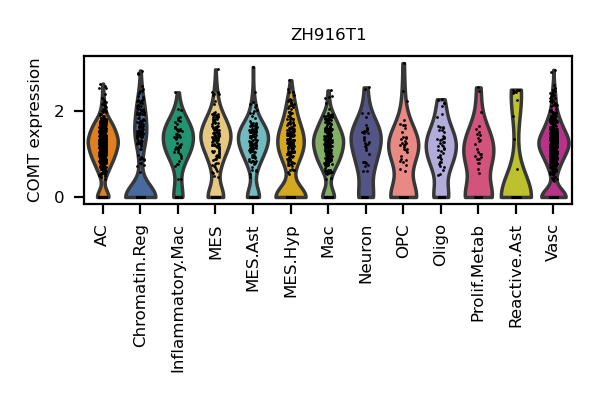 ZH916T1
COMT expression
2
0
AC
Chromatin.Reg
Inflammatory.Mac
MES
MES.Ast
MES.Hyp
Mac
Neuron
OPC
Oligo
Prolif.Metab
Reactive.Ast
Vasc